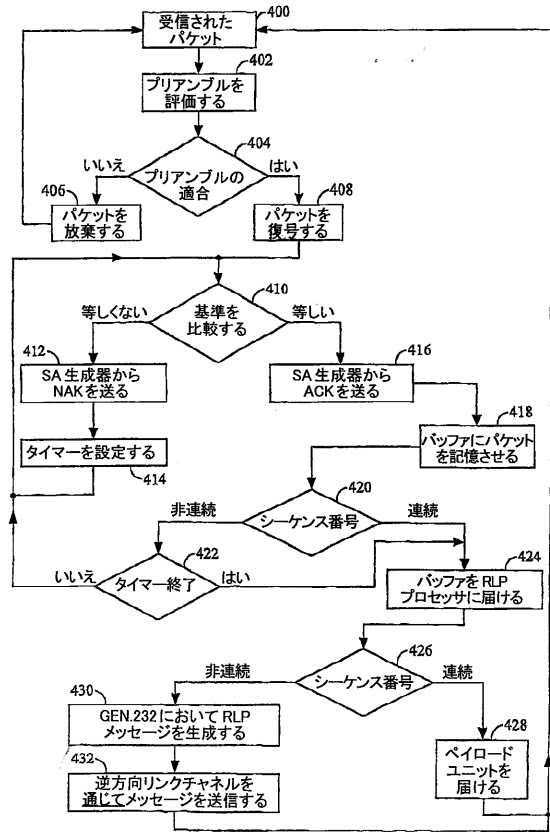 受信された
パケット
400
プリアンブルを
評価する
402
プリアンブルの
適合
404
いいえ
はい
406
パケットを
放棄する
408
パケットを
復号する
基準を
比較する
410
等しくない
等しい
412
SA 生成器から
NAKを送る
416
SA 生成器から
ACKを送る
タイマーを設定する
414
418
バッファにパケット
を記憶させる
420
シーケンス番号
非連続
連続
422
タイマー終了
いいえ
はい
424
バッファを RLP
プロセッサに届ける
426
シーケンス番号
非連続
連続
430
GEN.232において RLP
メッセージを生成する
428
ペイロード
ユニットを
届ける
432
逆方向リンクチャネルを
通じてメッセージを送信する